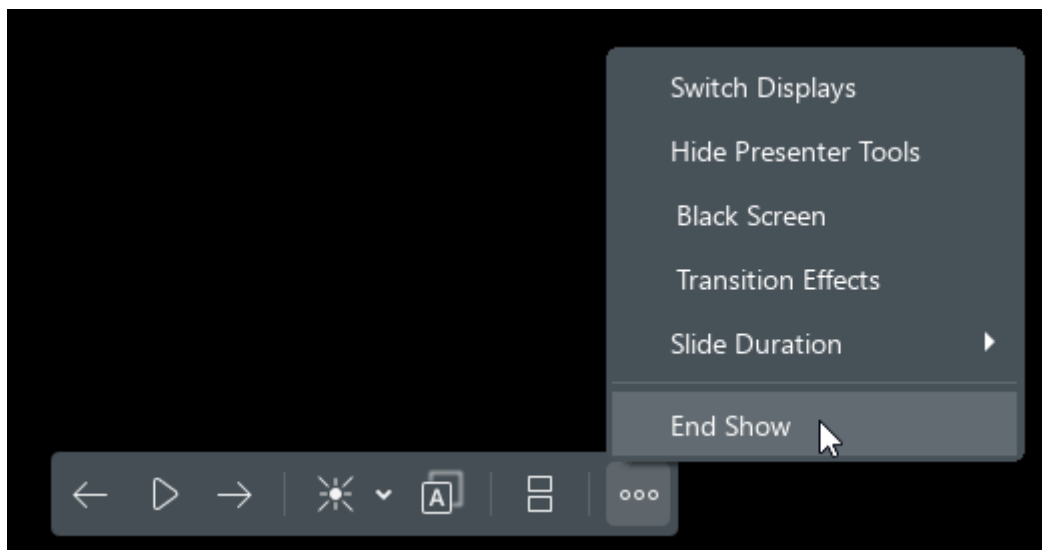 Switch Displays
Hide Presenter Tools
Black Screen
Transition Effects
Slide Duration
End Show
A